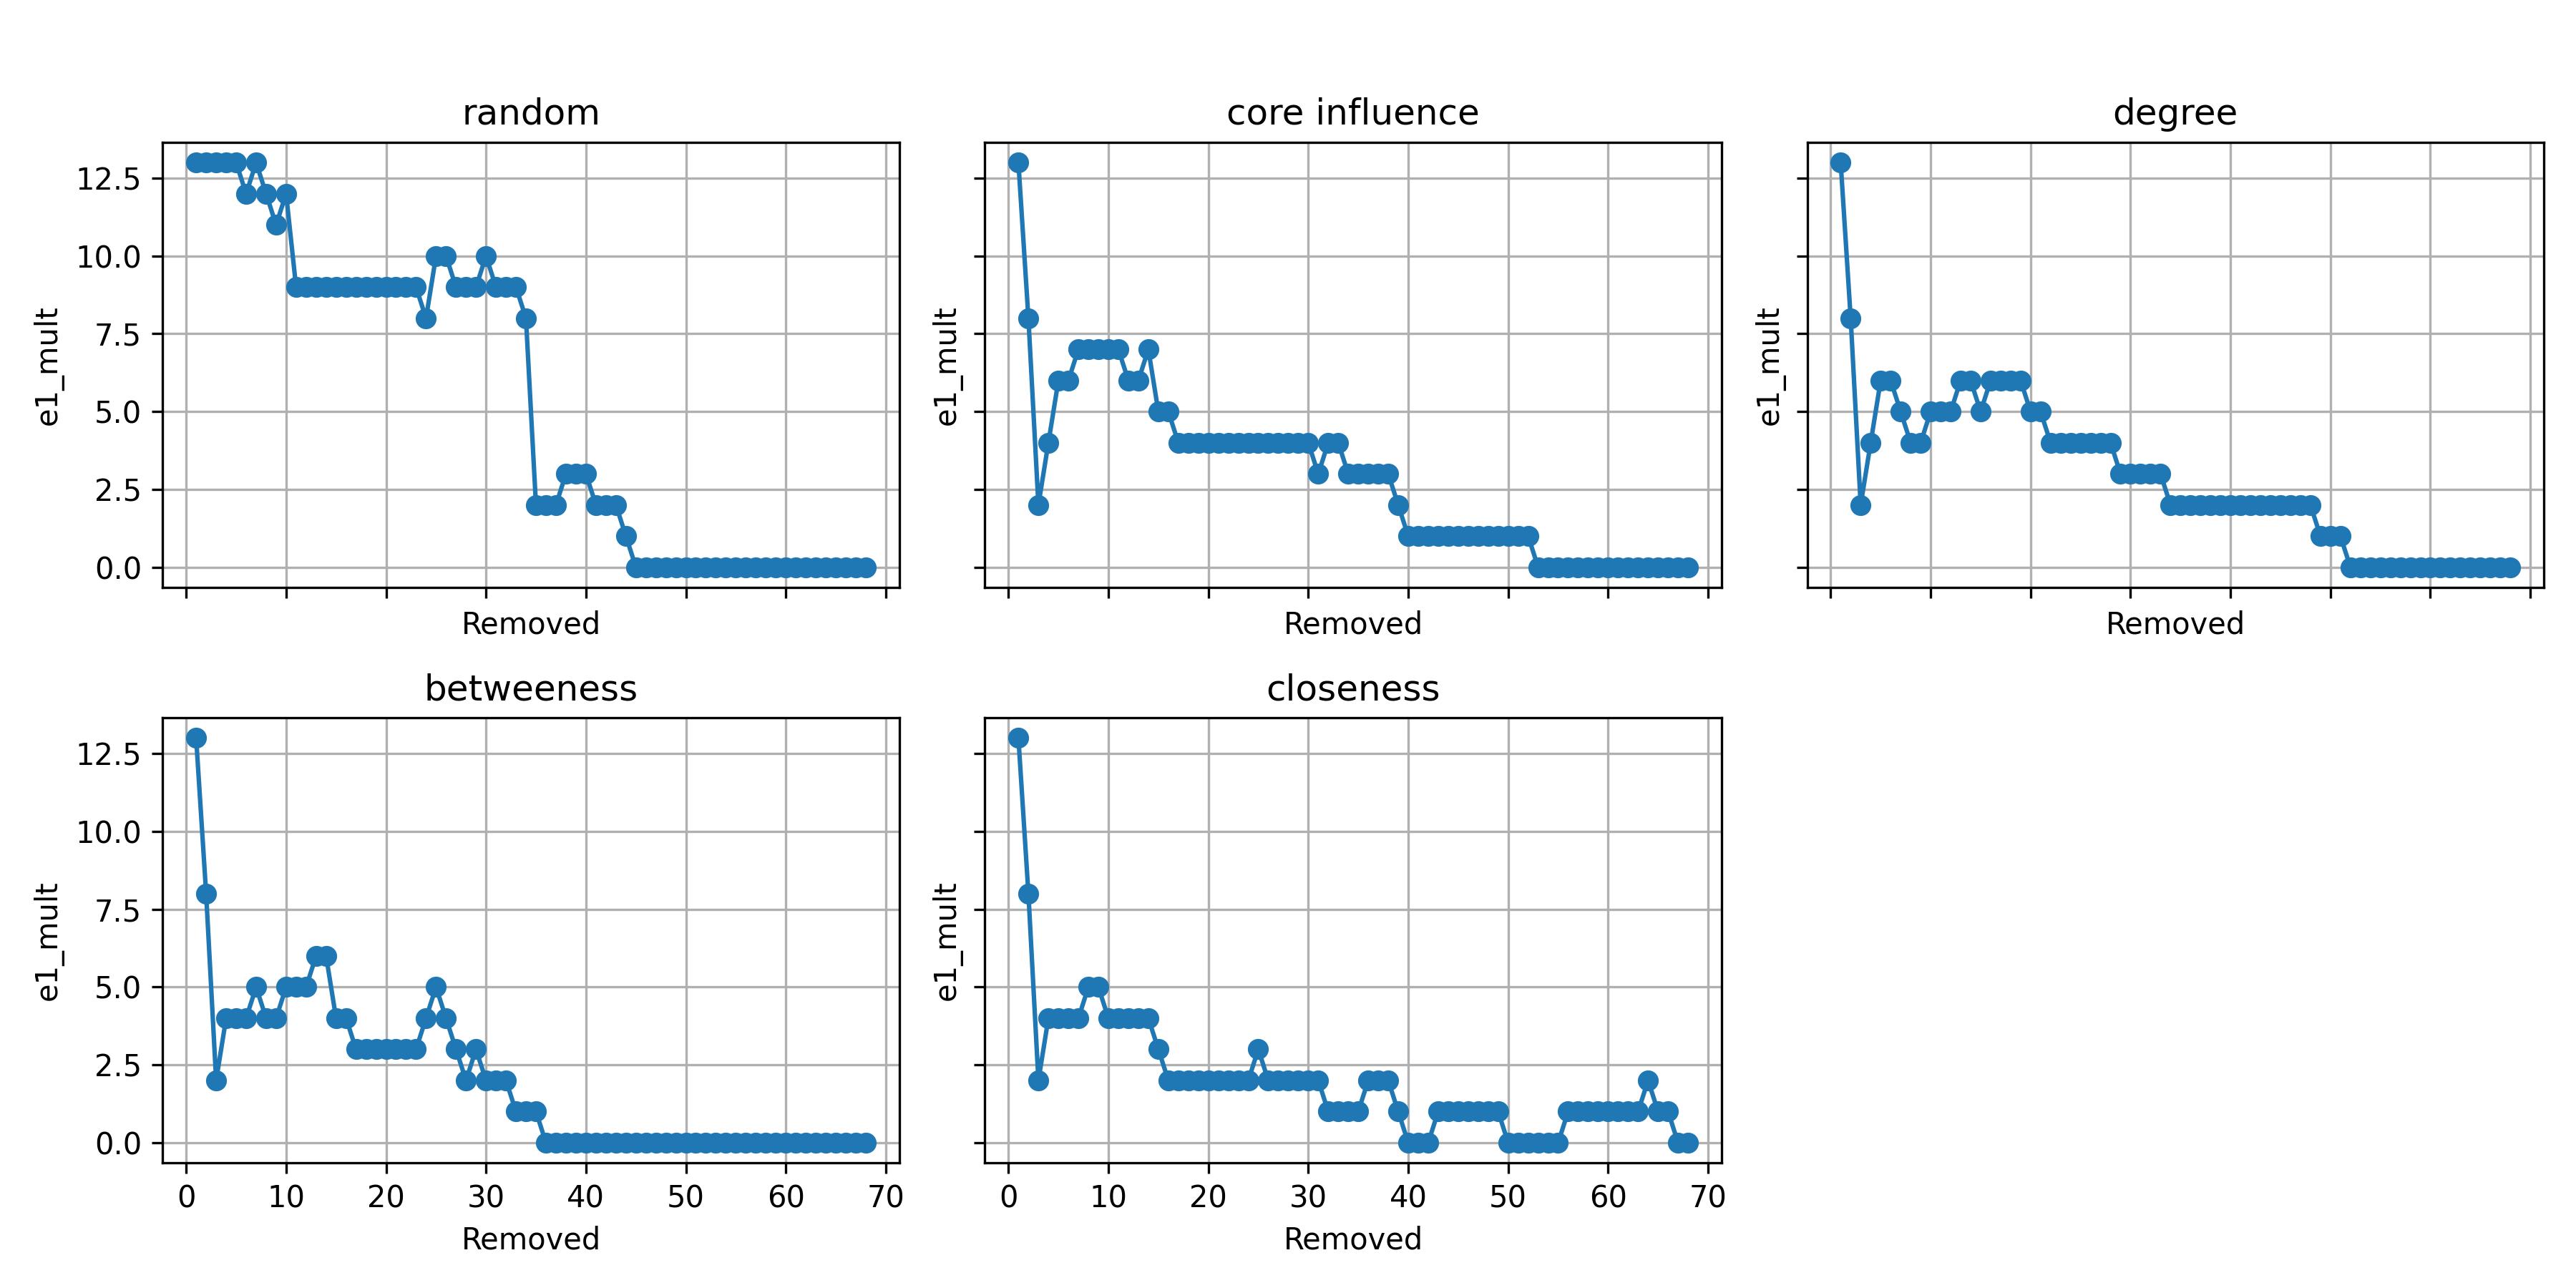 random
core influence
degree
12.5
10.0
7.5
5.0
2.5
0.0
e1_mult
e1_mult
e1_mult
Removed
Removed
Removed
betweeness
closeness
12.5
10.0
7.5
5.0
2.5
0.0
e1_mult
e1_mult
0 10 20 30 40 50 60 70
0 10 20 30 40 50 60 70
Removed
Removed